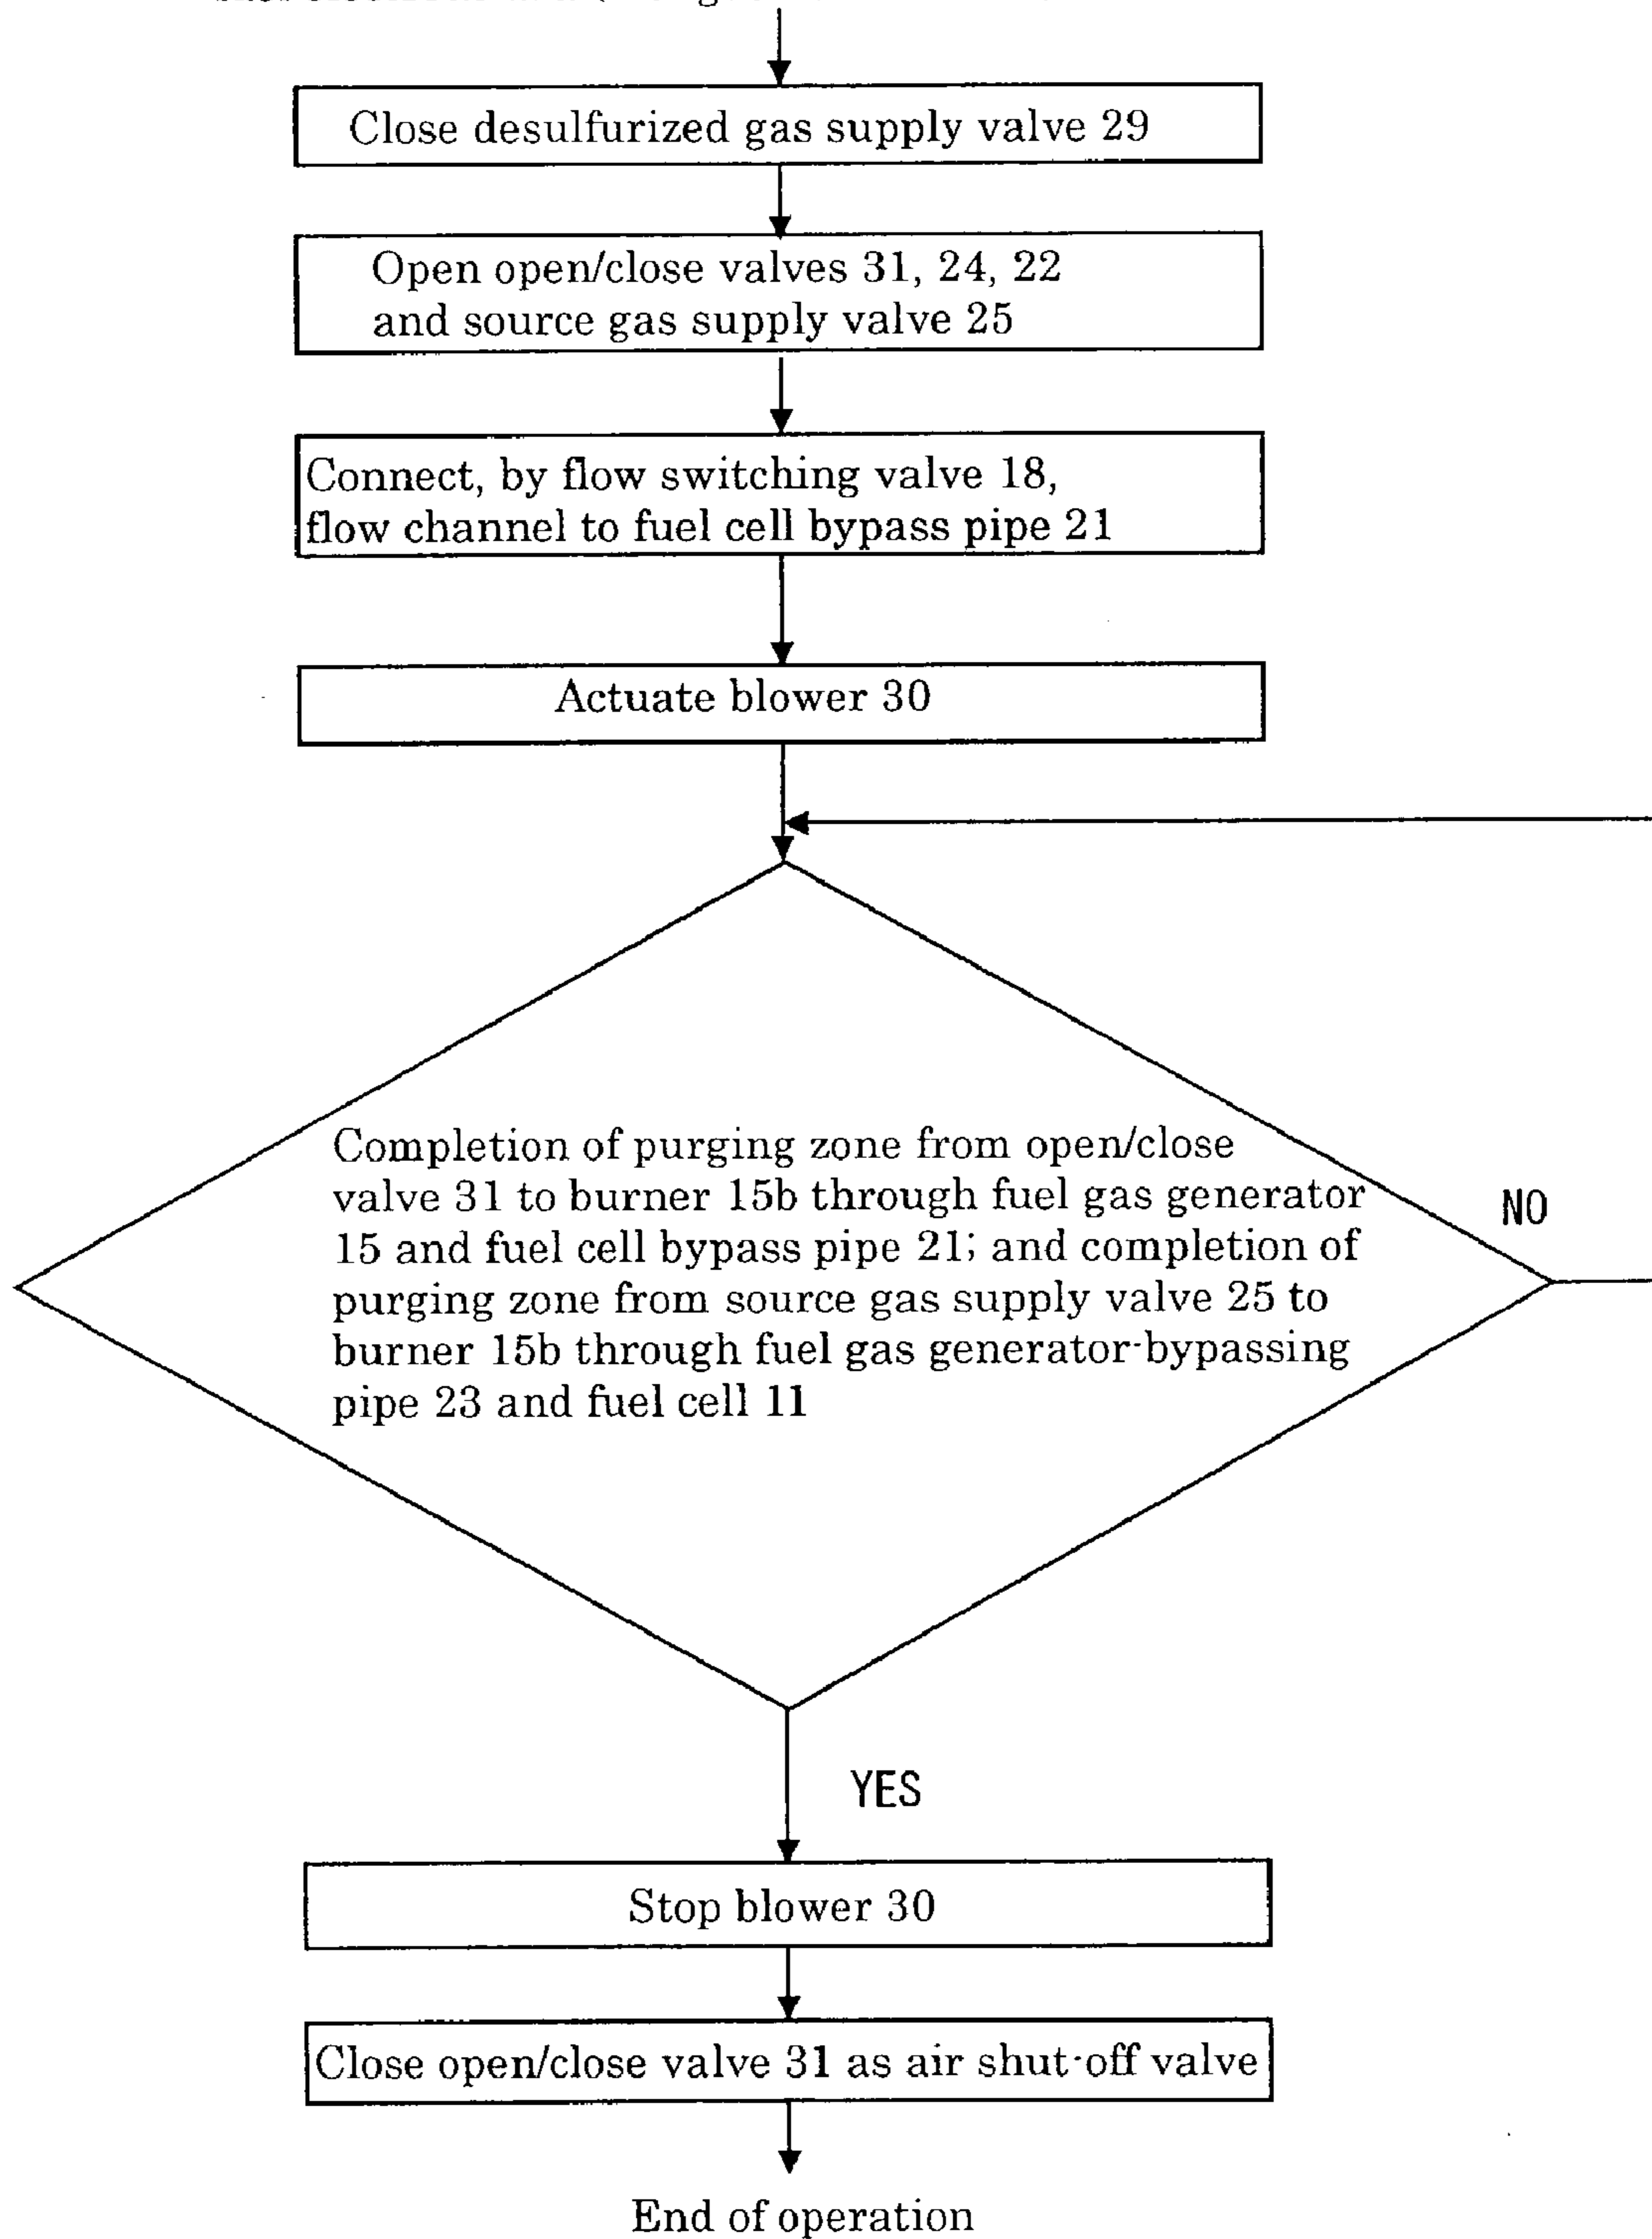 Close desulfurized gas supply valve 29
Open open/close valves 31, 24, 22
and source gas supply valve 25
Connect, by flow switching valve 18,
flow channel to fuel cell bypass pipe 21
Actuate blower 30
Completion of purging zone from open/close
valve 31 to burner 15b through fuel gas generator
15 and fuel cell bypass pipe 21; and completion of
purging zone from source gas supply valve 25 to
burner 15b through fuel gas generator-bypassing
pipe 23 and fuel cell 11
NO
YES
Stop blower 30
Close open/close valve 31 as air shut-off valve
End of operation